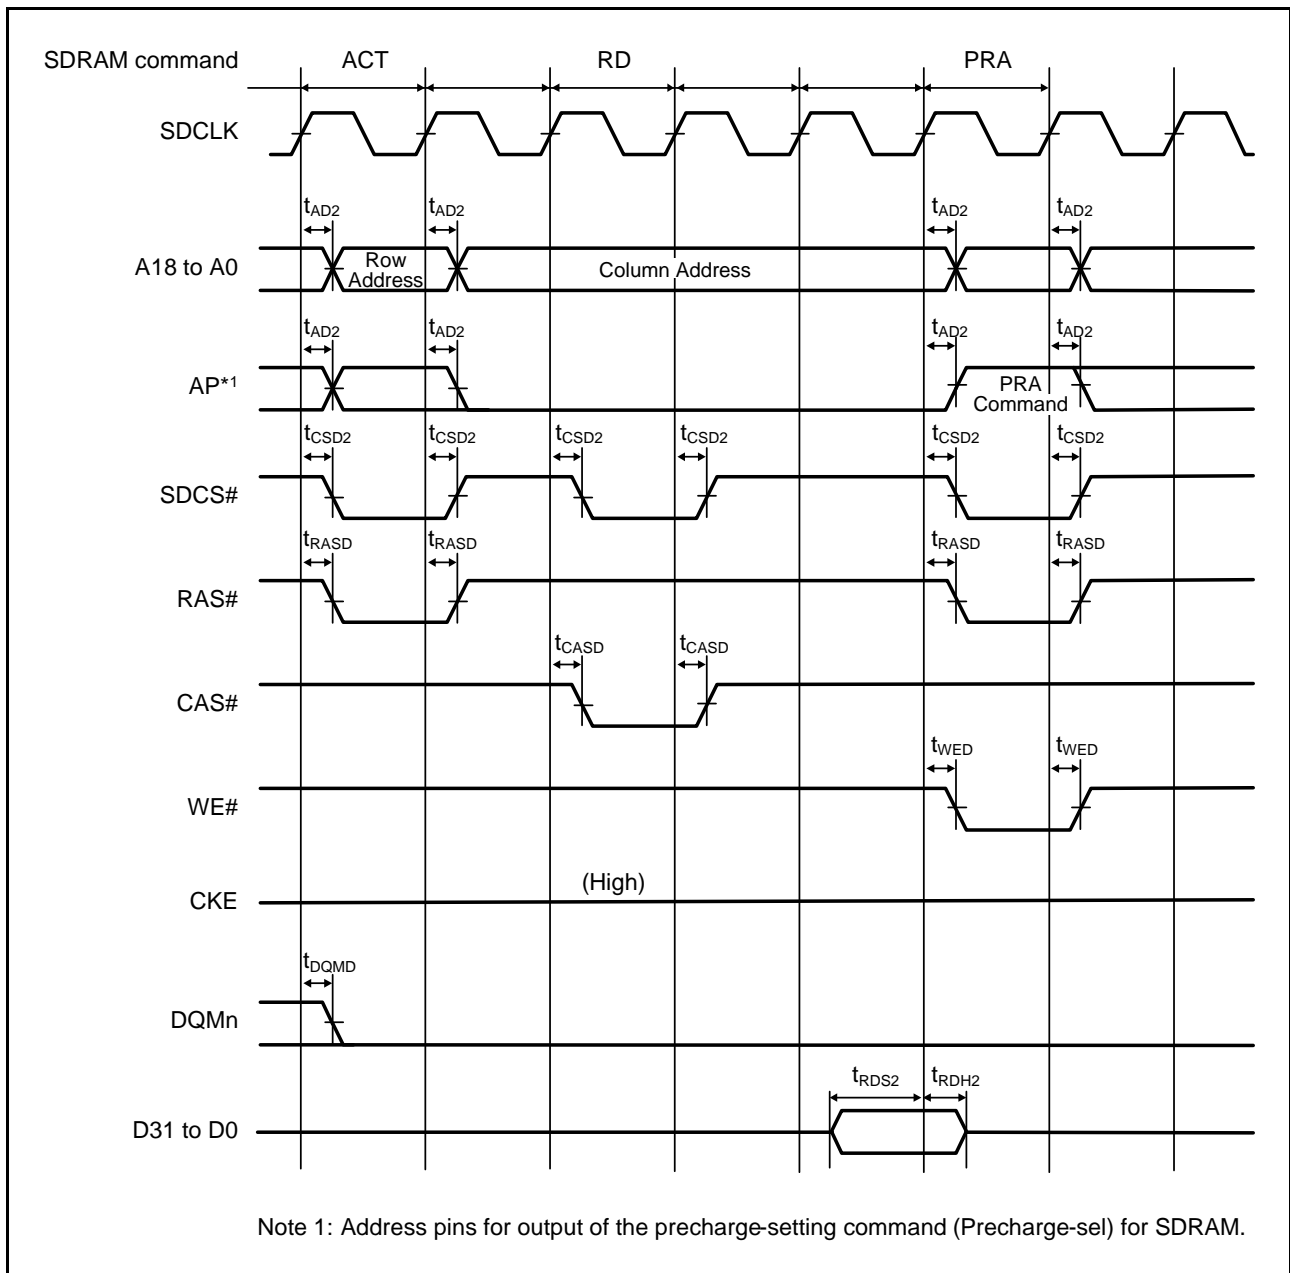 SDRAM command ACT RD PRA
SDCLK
tAD2 tAD2 tAD2 tAD2
A18 to A0 Row Address Column Address
tAD2 tAD2 tAD2 tAD2
AP*1 PRA Command
tCSD2 tCSD2 tCSD2 tCSD2 tCSD2 tCSD2
SDCS#
tRASD tRASD tRASD tRASD
RAS#
tCASD tCASD
CAS#
tWED tWED
WE#
(High)
CKE
tDQMD
DQMn
tRDS2 tRDH2
D31 to D0
Note 1: Address pins for output of the precharge-setting command (Precharge-sel) for SDRAM.